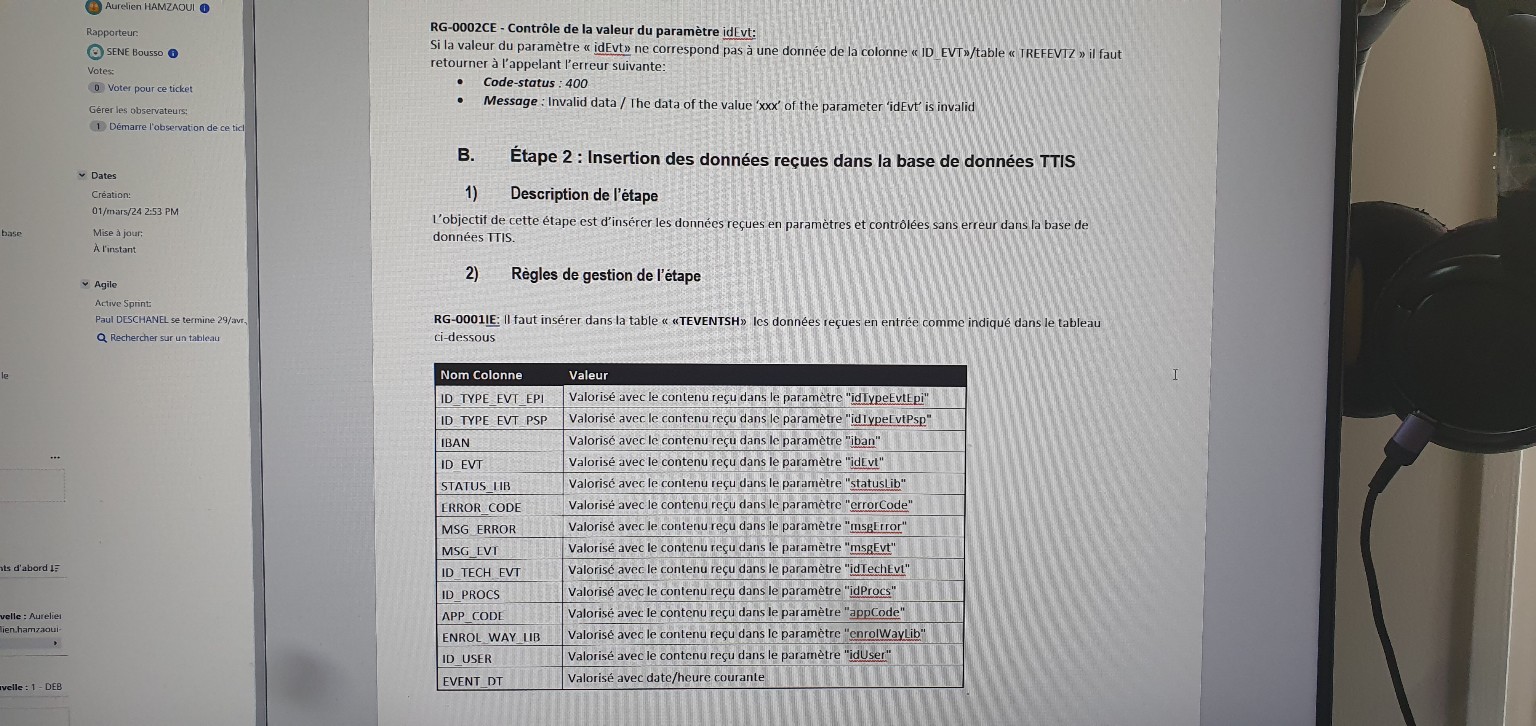 Aurelien HAMZAOUI
Rapporteur:
SENE Bousso
Votes:
0 Voter pour ce ticket
Gérer les observateurs:
1 Démarre l'observation de ce tick
Dates
Création:
01/mars/24 2:53 PM
base
Mise à jour:
À l'instant
Agile
Active Sprint:
Paul DESCHANEL se termine 29/avr.
Rechercher sur un tableau
le
...
nts d'abord
velle : Aurelien
lien.hamzaoui-
velle : 1 - DEB
RG-0002CE - Contrôle de la valeur du paramètre idEvt:
Si la valeur du paramètre « idEvt» ne correspond pas à une donnée de la colonne « ID_EVT»/table « TREFEVTZ » il faut
retourner à l'appelant l'erreur suivante:
• Code-status : 400
• Message : Invalid data / The data of the value 'xxx' of the parameter 'idEvt' is invalid
B. Étape 2 : Insertion des données reçues dans la base de données TTIS
1) Description de l'étape
L'objectif de cette étape est d'insérer les données reçues en paramètres et contrôlées sans erreur dans la base de
données TTIS.
2) Règles de gestion de l'étape
RG-0001IE: Il faut insérer dans la table « «TEVENTSH» les données reçues en entrée comme indiqué dans le tableau
ci-dessous
Nom Colonne Valeur
ID_TYPE_EVT_EPI Valorisé avec le contenu reçu dans le paramètre "idTypeEvtEpi"
ID_TYPE_EVT_PSP Valorisé avec le contenu reçu dans le paramètre "idTypeEvtPsp"
IBAN Valorisé avec le contenu reçu dans le paramètre "iban"
ID_EVT Valorisé avec le contenu reçu dans le paramètre "idEvt"
STATUS_LIB Valorisé avec le contenu reçu dans le paramètre "statusLib"
ERROR_CODE Valorisé avec le contenu reçu dans le paramètre "errorCode"
MSG_ERROR Valorisé avec le contenu reçu dans le paramètre "msgError"
MSG_EVT Valorisé avec le contenu reçu dans le paramètre "msgEvt"
ID_TECH_EVT Valorisé avec le contenu reçu dans le paramètre "idTechEvt"
ID_PROCS Valorisé avec le contenu reçu dans le paramètre "idProcs"
APP_CODE Valorisé avec le contenu reçu dans le paramètre "appCode"
ENROL_WAY_LIB Valorisé avec le contenu reçu dans le paramètre "enrolWayLib"
ID_USER Valorisé avec le contenu reçu dans le paramètre "idUser"
EVENT_DT Valorisé avec date/heure courante